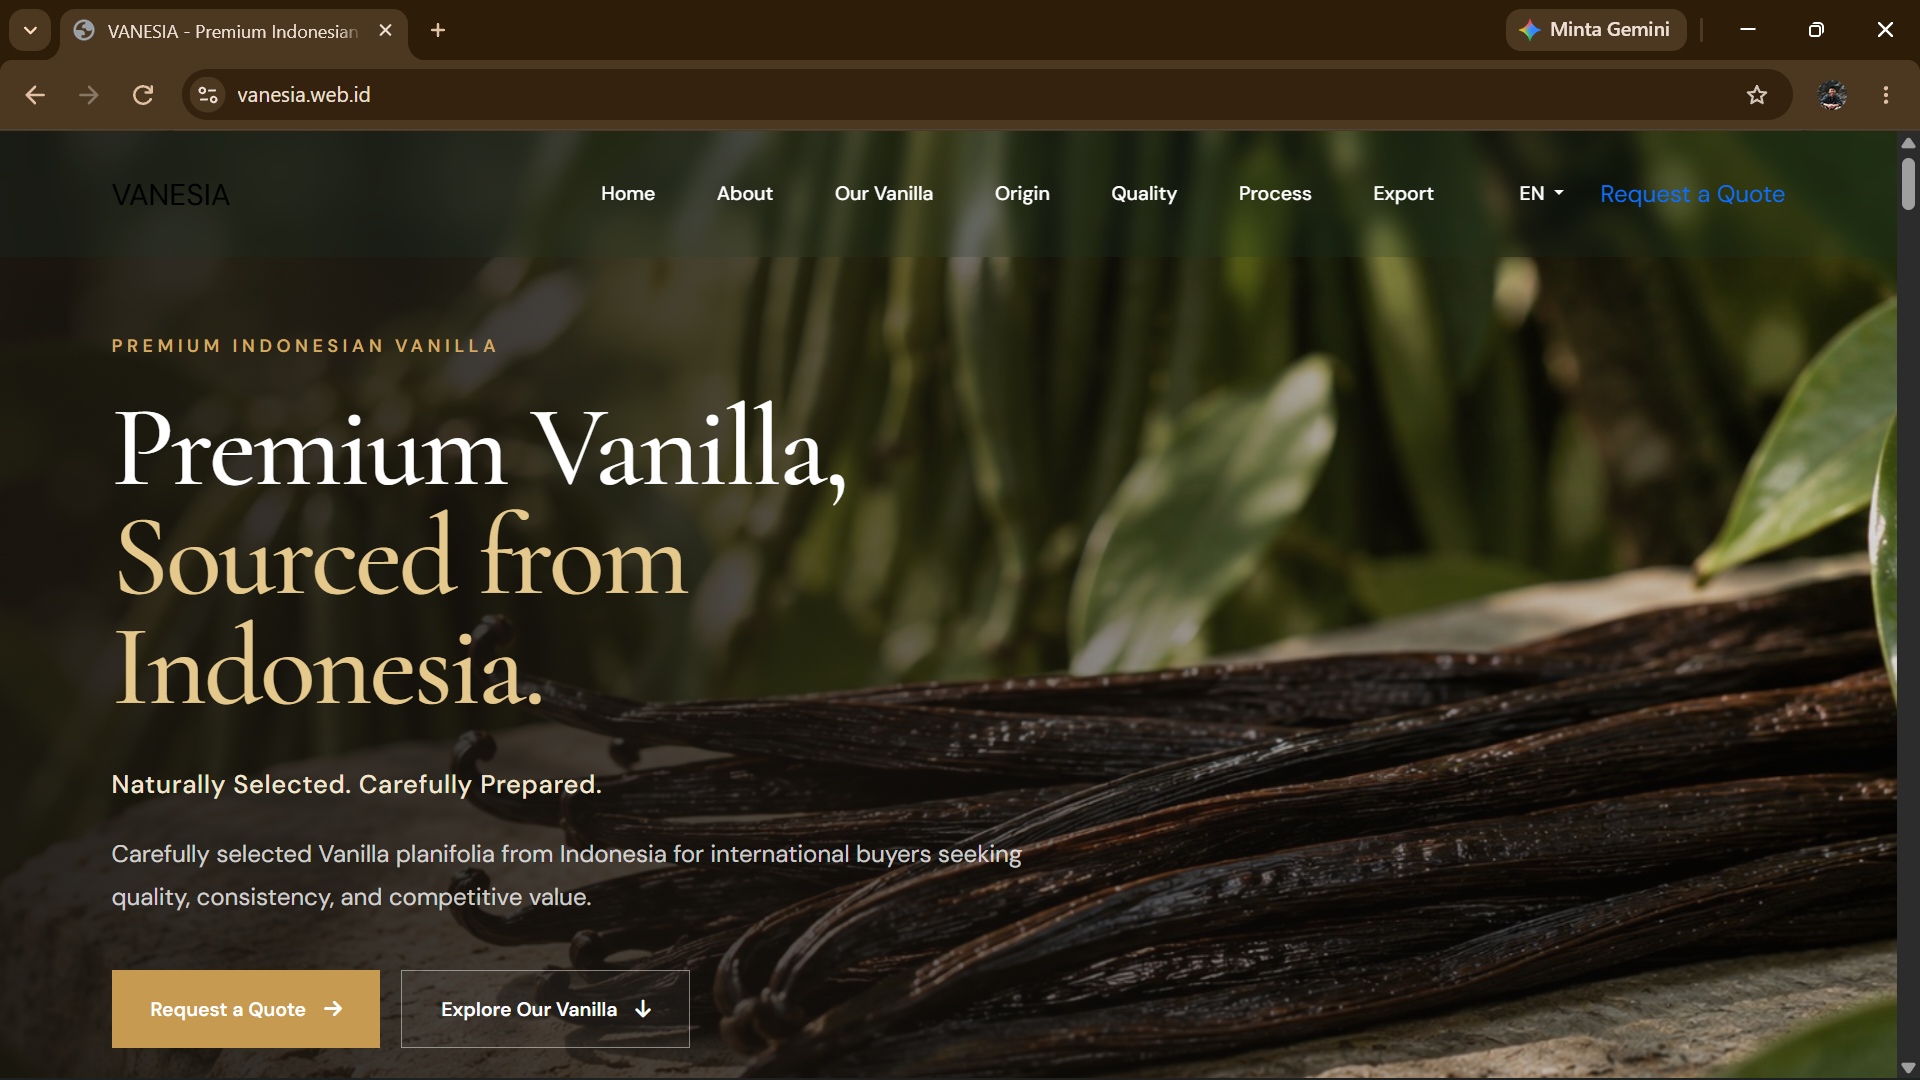 VANESIA - Premium Indonesian
Minta Gemini
vanesia.web.id
VANESIA
Home
About
Our Vanilla
Origin
Quality
Process
Export
EN
Request a Quote
PREMIUM INDONESIAN VANILLA
Premium Vanilla,
Sourced from
Indonesia.
Naturally Selected. Carefully Prepared.
Carefully selected Vanilla planifolia from Indonesia for international buyers seeking
quality, consistency, and competitive value.
Request a Quote →
Explore Our Vanilla ↓